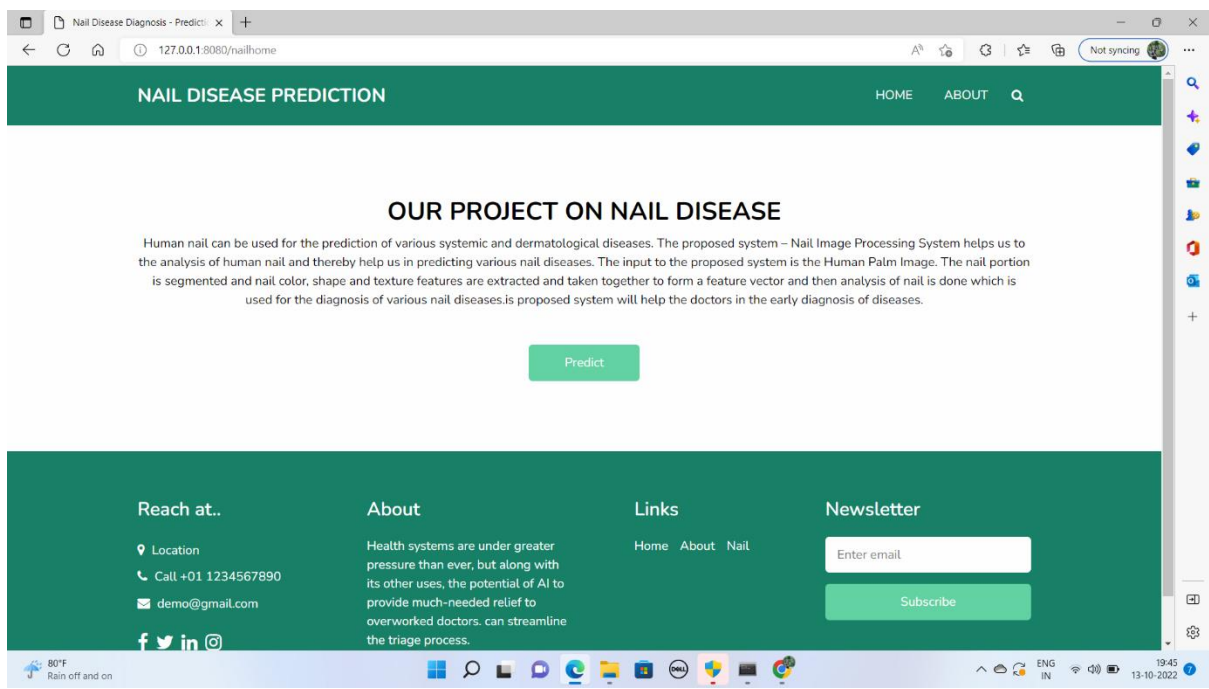 Nail Disease Diagnosis - Predicti
127.0.0.1:8080/nailhome
Not syncing
NAIL DISEASE PREDICTION
HOME ABOUT
OUR PROJECT ON NAIL DISEASE
Human nail can be used for the prediction of various systemic and dermatological diseases. The proposed system – Nail Image Processing System helps us to
the analysis of human nail and thereby help us in predicting various nail diseases. The input to the proposed system is the Human Palm Image. The nail portion
is segmented and nail color, shape and texture features are extracted and taken together to form a feature vector and then analysis of nail is done which is
used for the diagnosis of various nail diseases.is proposed system will help the doctors in the early diagnosis of diseases.
Predict
Reach at..
Location
Call +01 1234567890
demo@gmail.com
About
Health systems are under greater
pressure than ever, but along with
its other uses, the potential of AI to
provide much-needed relief to
overworked doctors. can streamline
the triage process.
Links
Home About Nail
Newsletter
Enter email
Subscribe
80°F
Rain off and on
DELL
ENG
IN
19:45
13-10-2022
7